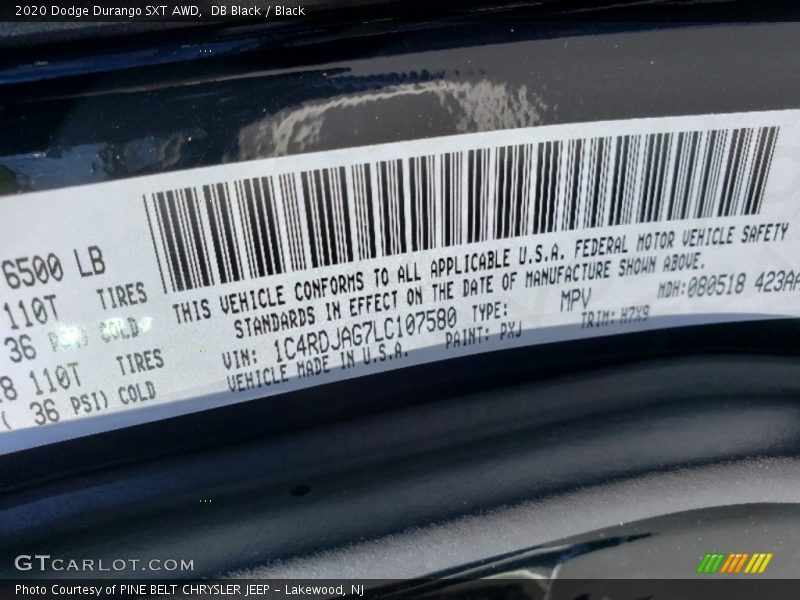 2020 Dodge Durango SXT AWD,  DB Black / Black
6500 LB
110T TIRES
36 PSI) COLD
8 110T TIRES
( 36 PSI) COLD
THIS VEHICLE CONFORMS TO ALL APPLICABLE U.S.A. FEDERAL MOTOR VEHICLE SAFETY
STANDARDS IN EFFECT ON THE DATE OF MANUFACTURE SHOWN ABOVE.
VIN: 1C4RDJAG7LC107580 TYPE: MPV MDH:080518 423AA
VEHICLE MADE IN U.S.A. PAINT: PXJ TRIM: H7X9
GTCARLOT.COM
Photo Courtesy of PINE BELT CHRYSLER JEEP - Lakewood, NJ